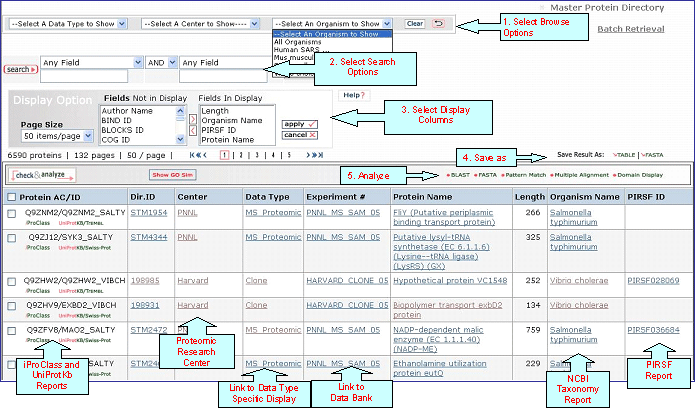 Master Protein Directory
--Select A Data Type to Show
--Select A Center to Show----
--Select An Organism to Show
Clear
1. Select Browse
Options
Batch Retrieval
--Select An Organism to Show
All Organisms
Human SARS ...
Mus muscul
2. Select Search
Options
search
Any Field
AND
Any Field
Display Option
Fields Not in Display
Fields In Display
Help?
Page Size
50 items/page
Author Name
BIND ID
BLOCKS ID
COG ID
Length
Organism Name
PIRSF ID
Protein Name
apply
cancel
3. Select Display
Columns
6590 proteins | 132 pages | 50 / page |
1 | 2 | 3 | 4 | 5
4. Save as
Save Result As:
TABLE
FASTA
check & analyze
Show GO Slim
5. Analyze
BLAST
FASTA
Pattern Match
Multiple Alignment
Domain Display
Protein AC/ID
Dir.ID
Center
Data Type
Experiment #
Protein Name
Length
Organism Name
PIRSF ID
Q9ZNM2/Q9ZNM2_SALTY
iProClass UniProtKB/TrEMBL
STM1954
PNNL
MS Proteomic
PNNL MS SAM 05
FliY (Putative periplasmic
binding transport protein)
266
Salmonella
typhimurium
Q9ZJ12/SYK3_SALTY
iProClass UniProtKB/Swiss-Prot
STM4344
PNNL
MS Proteomic
PNNL MS SAM 05
Putative lysyl-tRNA
synthetase (EC 6.1.1.6)
(Lysine--tRNA ligase)
(LysRS) (GX)
325
Salmonella
typhimurium
Q9ZHW2/Q9ZHW2_VIBCH
iProClass UniProtKB/TrEMBL
198985
Harvard
Clone
HARVARD CLONE 05
Hypothetical protein VC1548
252
Vibrio cholerae
PIRSF028069
Q9ZHV9/EXBD2_VIBCH
iProClass UniProtKB/Swiss-Prot
198931
Harvard
Clone
HARVARD CLONE 05
Biopolymer transport exbD2
protein
134
Vibrio cholerae
Q9ZFV8/MAO2_SALTY
iProClass UniProtKB/Swiss-Prot
STM2472
MS Proteomic
PNNL MS SAM 05
NADP-dependent malic
enzyme (EC 1.1.1.40)
(NADP-ME)
759
Salmonella
typhimurium
PIRSF036684
SALTY
MS Proteomic
PNNL MS SAM 05
Ethanolamine utilization
protein eutQ
229
iProClass and
UniProtKb
Reports
Proteomic
Research
Center
Link to Data Type
Specific Display
Link to
Data Bank
NCBI
Taxonomy
Report
PIRSF
Report